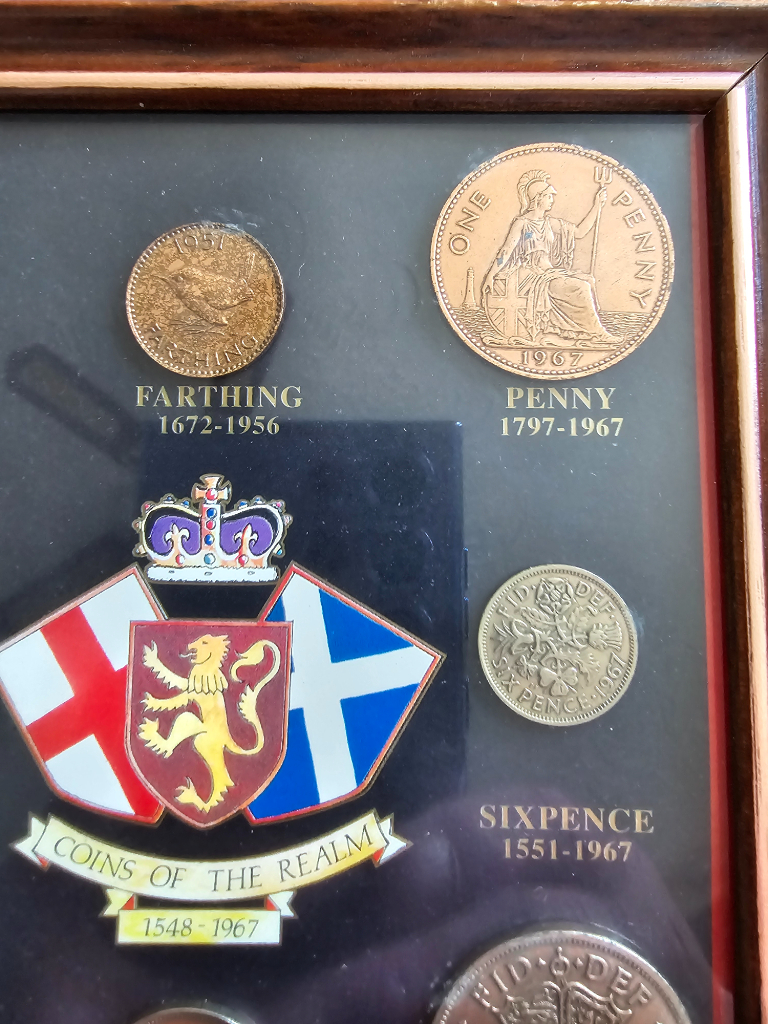 1951
FARTHING
FARTHING
1672-1956
ONE PENNY
1967
PENNY
1797-1967
FID DEF
SIXPENCE·1967
SIXPENCE
1551-1967
COINS OF THE REALM
1548-1967
FID·DEF